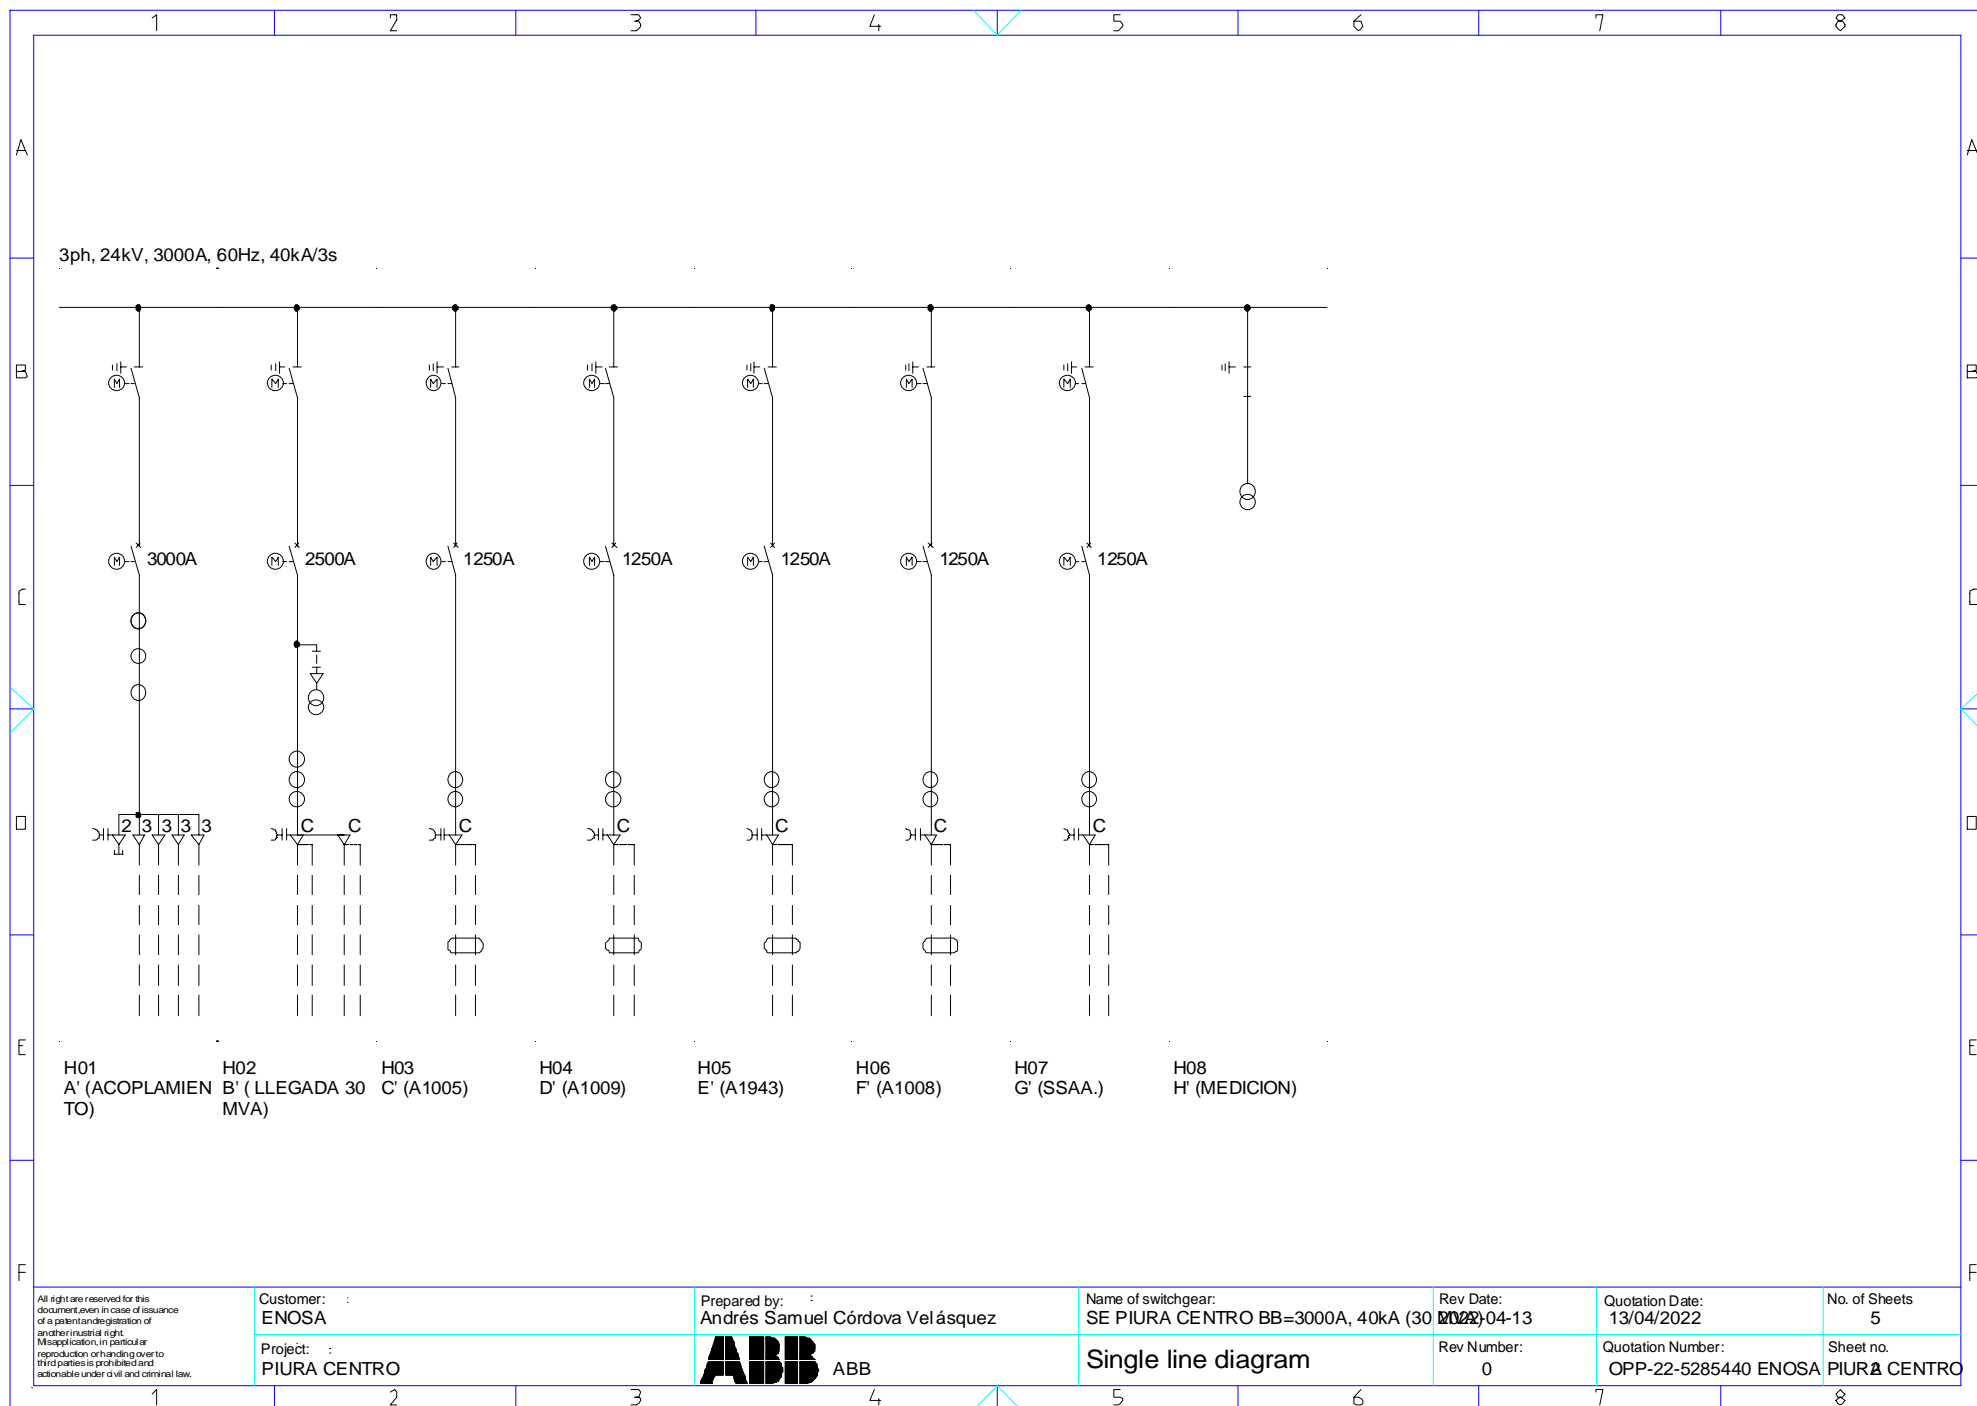 1 2 3 4 5 6 7 8
A A
3ph, 24kV, 3000A, 60Hz, 40kA/3s
B B
M M M M M M M
M 3000A M 2500A M 1250A M 1250A M 1250A M 1250A M 1250A
C C
D D
2 3 3 3 3 C C C C C C C
E E
H01 H02 H03 H04 H05 H06 H07 H08
A' (ACOPLAMIEN B' ( LLEGADA 30 C' (A1005) D' (A1009) E' (A1943) F' (A1008) G' (SSAA.) H' (MEDICION)
TO) MVA)
F F
All right are reserved for this
document,even in case of issuance
of a patent and registration of
another inustrial right.
Misapplication, in particular
reproduction or handing over to
third parties is prohibited and
actionable under civil and criminal law.
Customer: :
ENOSA
Project: :
PIURA CENTRO
Prepared by: :
Andrés Samuel Córdova Velásquez
ABB ABB
Name of switchgear:
SE PIURA CENTRO BB=3000A, 40kA (30 MVA)
Single line diagram
Rev Date:
2022-04-13
Rev Number:
0
Quotation Date:
13/04/2022
Quotation Number:
OPP-22-5285440 ENOSA PIURA CENTRO
No. of Sheets
5
Sheet no.
2
1 2 3 4 5 6 7 8